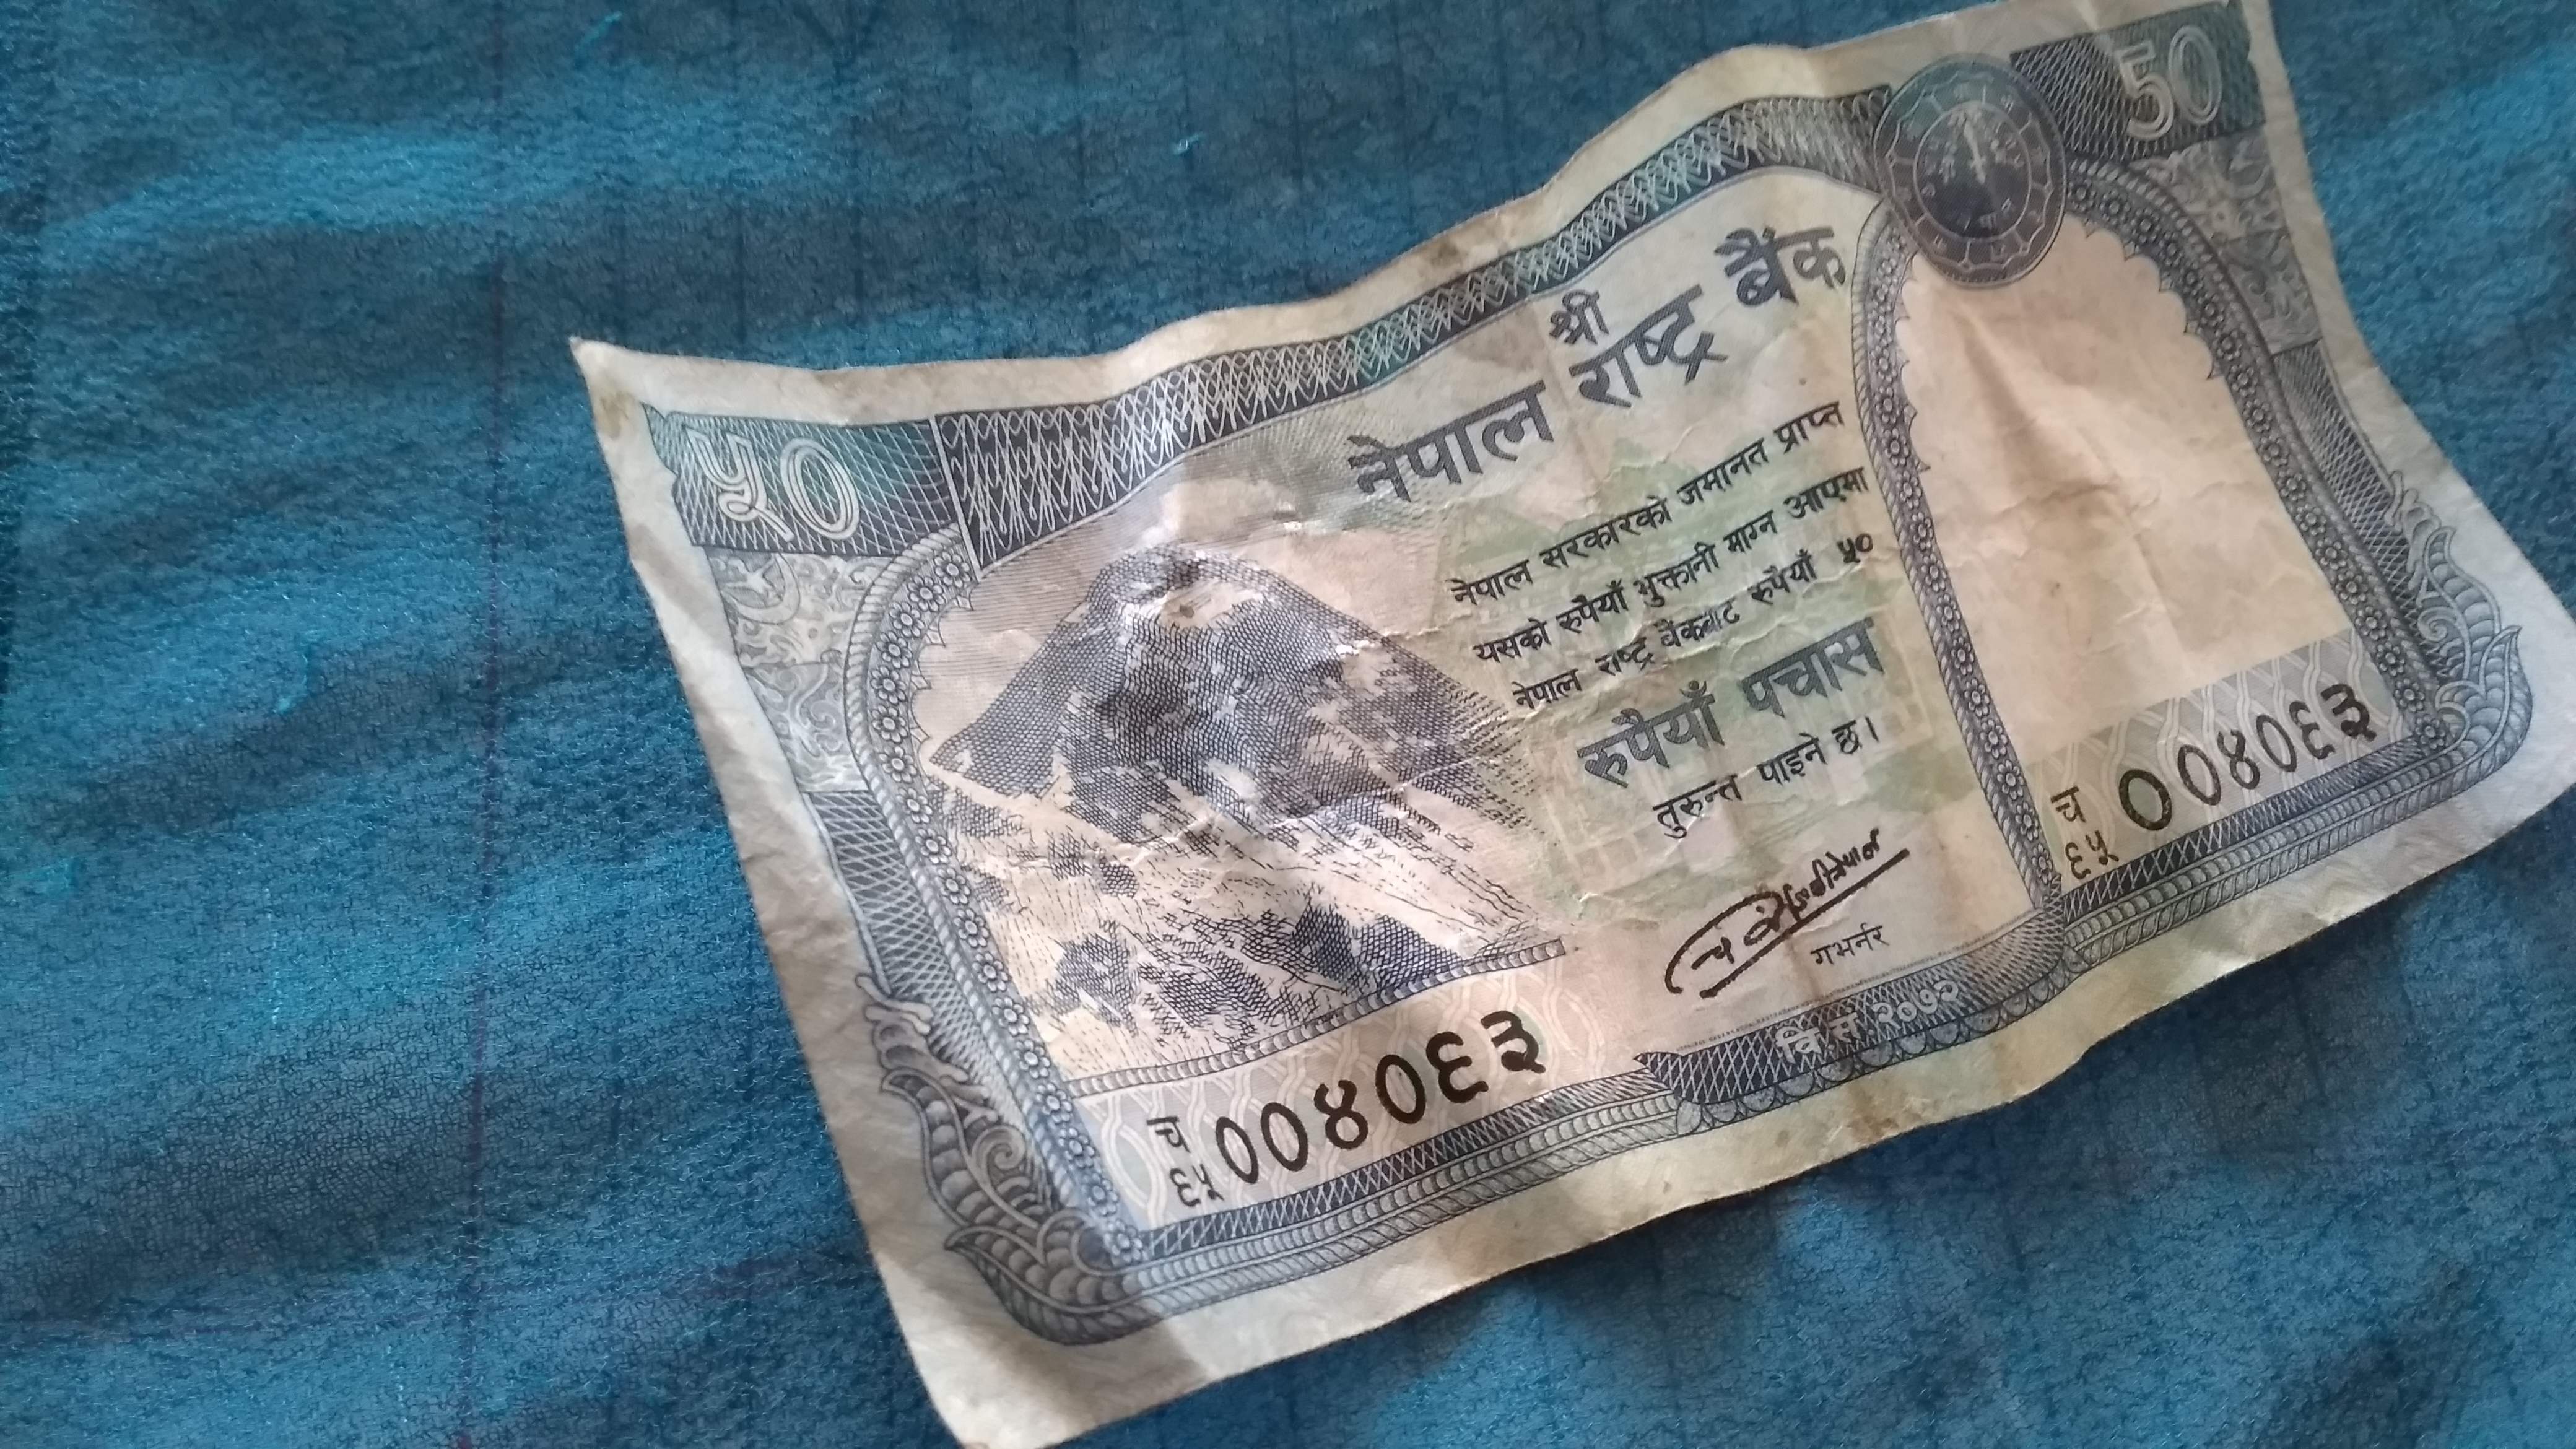 ५० 50
श्री
नेपाल राष्ट्र बैंक
नेपाल सरकारको जमानत प्राप्त
यसको रुपैयाँ भुक्तानी माग्न आएमा
नेपाल राष्ट्र बैंकबाट रुपैयाँ ५०
रुपैयाँ पचास
तुरुन्त पाइने छ।
गभर्नर
वि सं २०७२
च
६५ ००४०६३
च
६५ ००४०६३